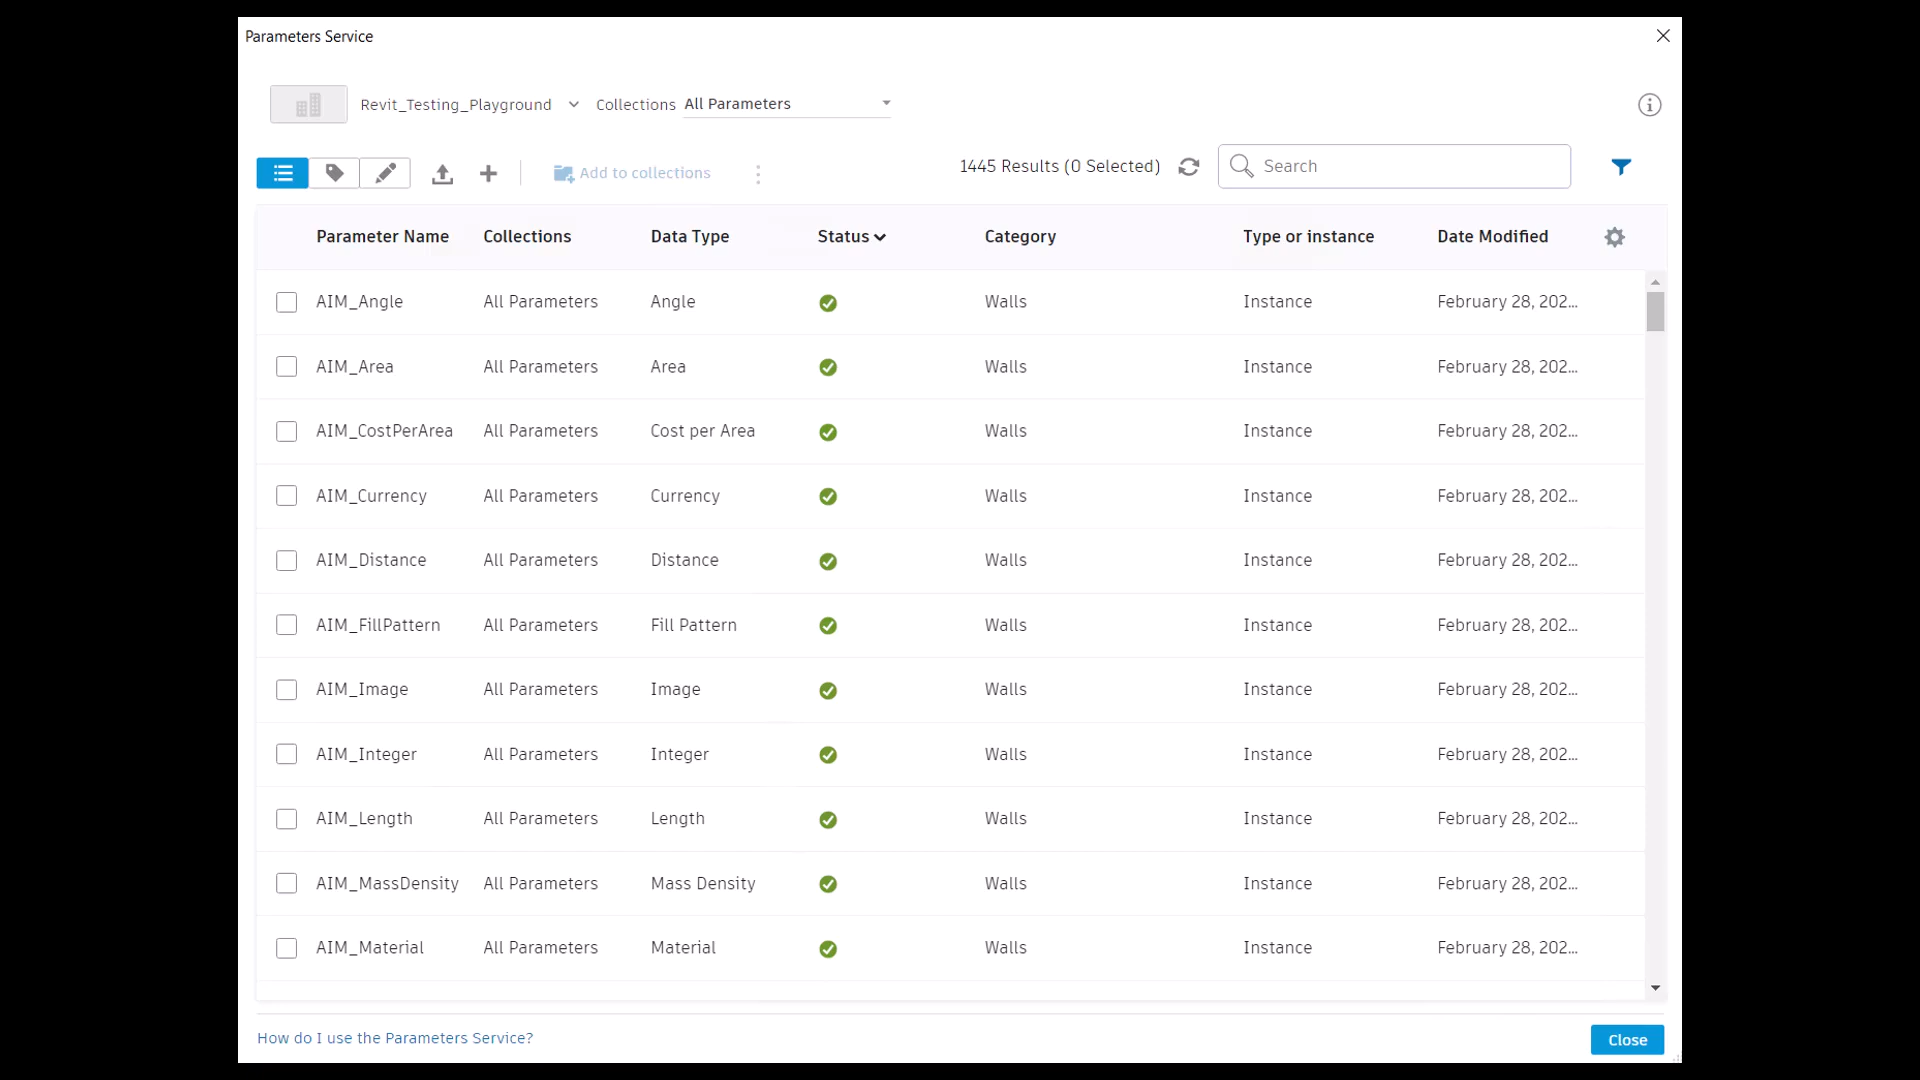 Parameters Service
Revit_Testing_Playground Collections All Parameters
Add to collections 1445 Results (0 Selected) Search
Parameter Name Collections Data Type Status Category Type or instance Date Modified
AIM_Angle All Parameters Angle Walls Instance February 28, 202...
AIM_Area All Parameters Area Walls Instance February 28, 202...
AIM_CostPerArea All Parameters Cost per Area Walls Instance February 28, 202...
AIM_Currency All Parameters Currency Walls Instance February 28, 202...
AIM_Distance All Parameters Distance Walls Instance February 28, 202...
AIM_FillPattern All Parameters Fill Pattern Walls Instance February 28, 202...
AIM_Image All Parameters Image Walls Instance February 28, 202...
AIM_Integer All Parameters Integer Walls Instance February 28, 202...
AIM_Length All Parameters Length Walls Instance February 28, 202...
AIM_MassDensity All Parameters Mass Density Walls Instance February 28, 202...
AIM_Material All Parameters Material Walls Instance February 28, 202...
How do I use the Parameters Service? Close